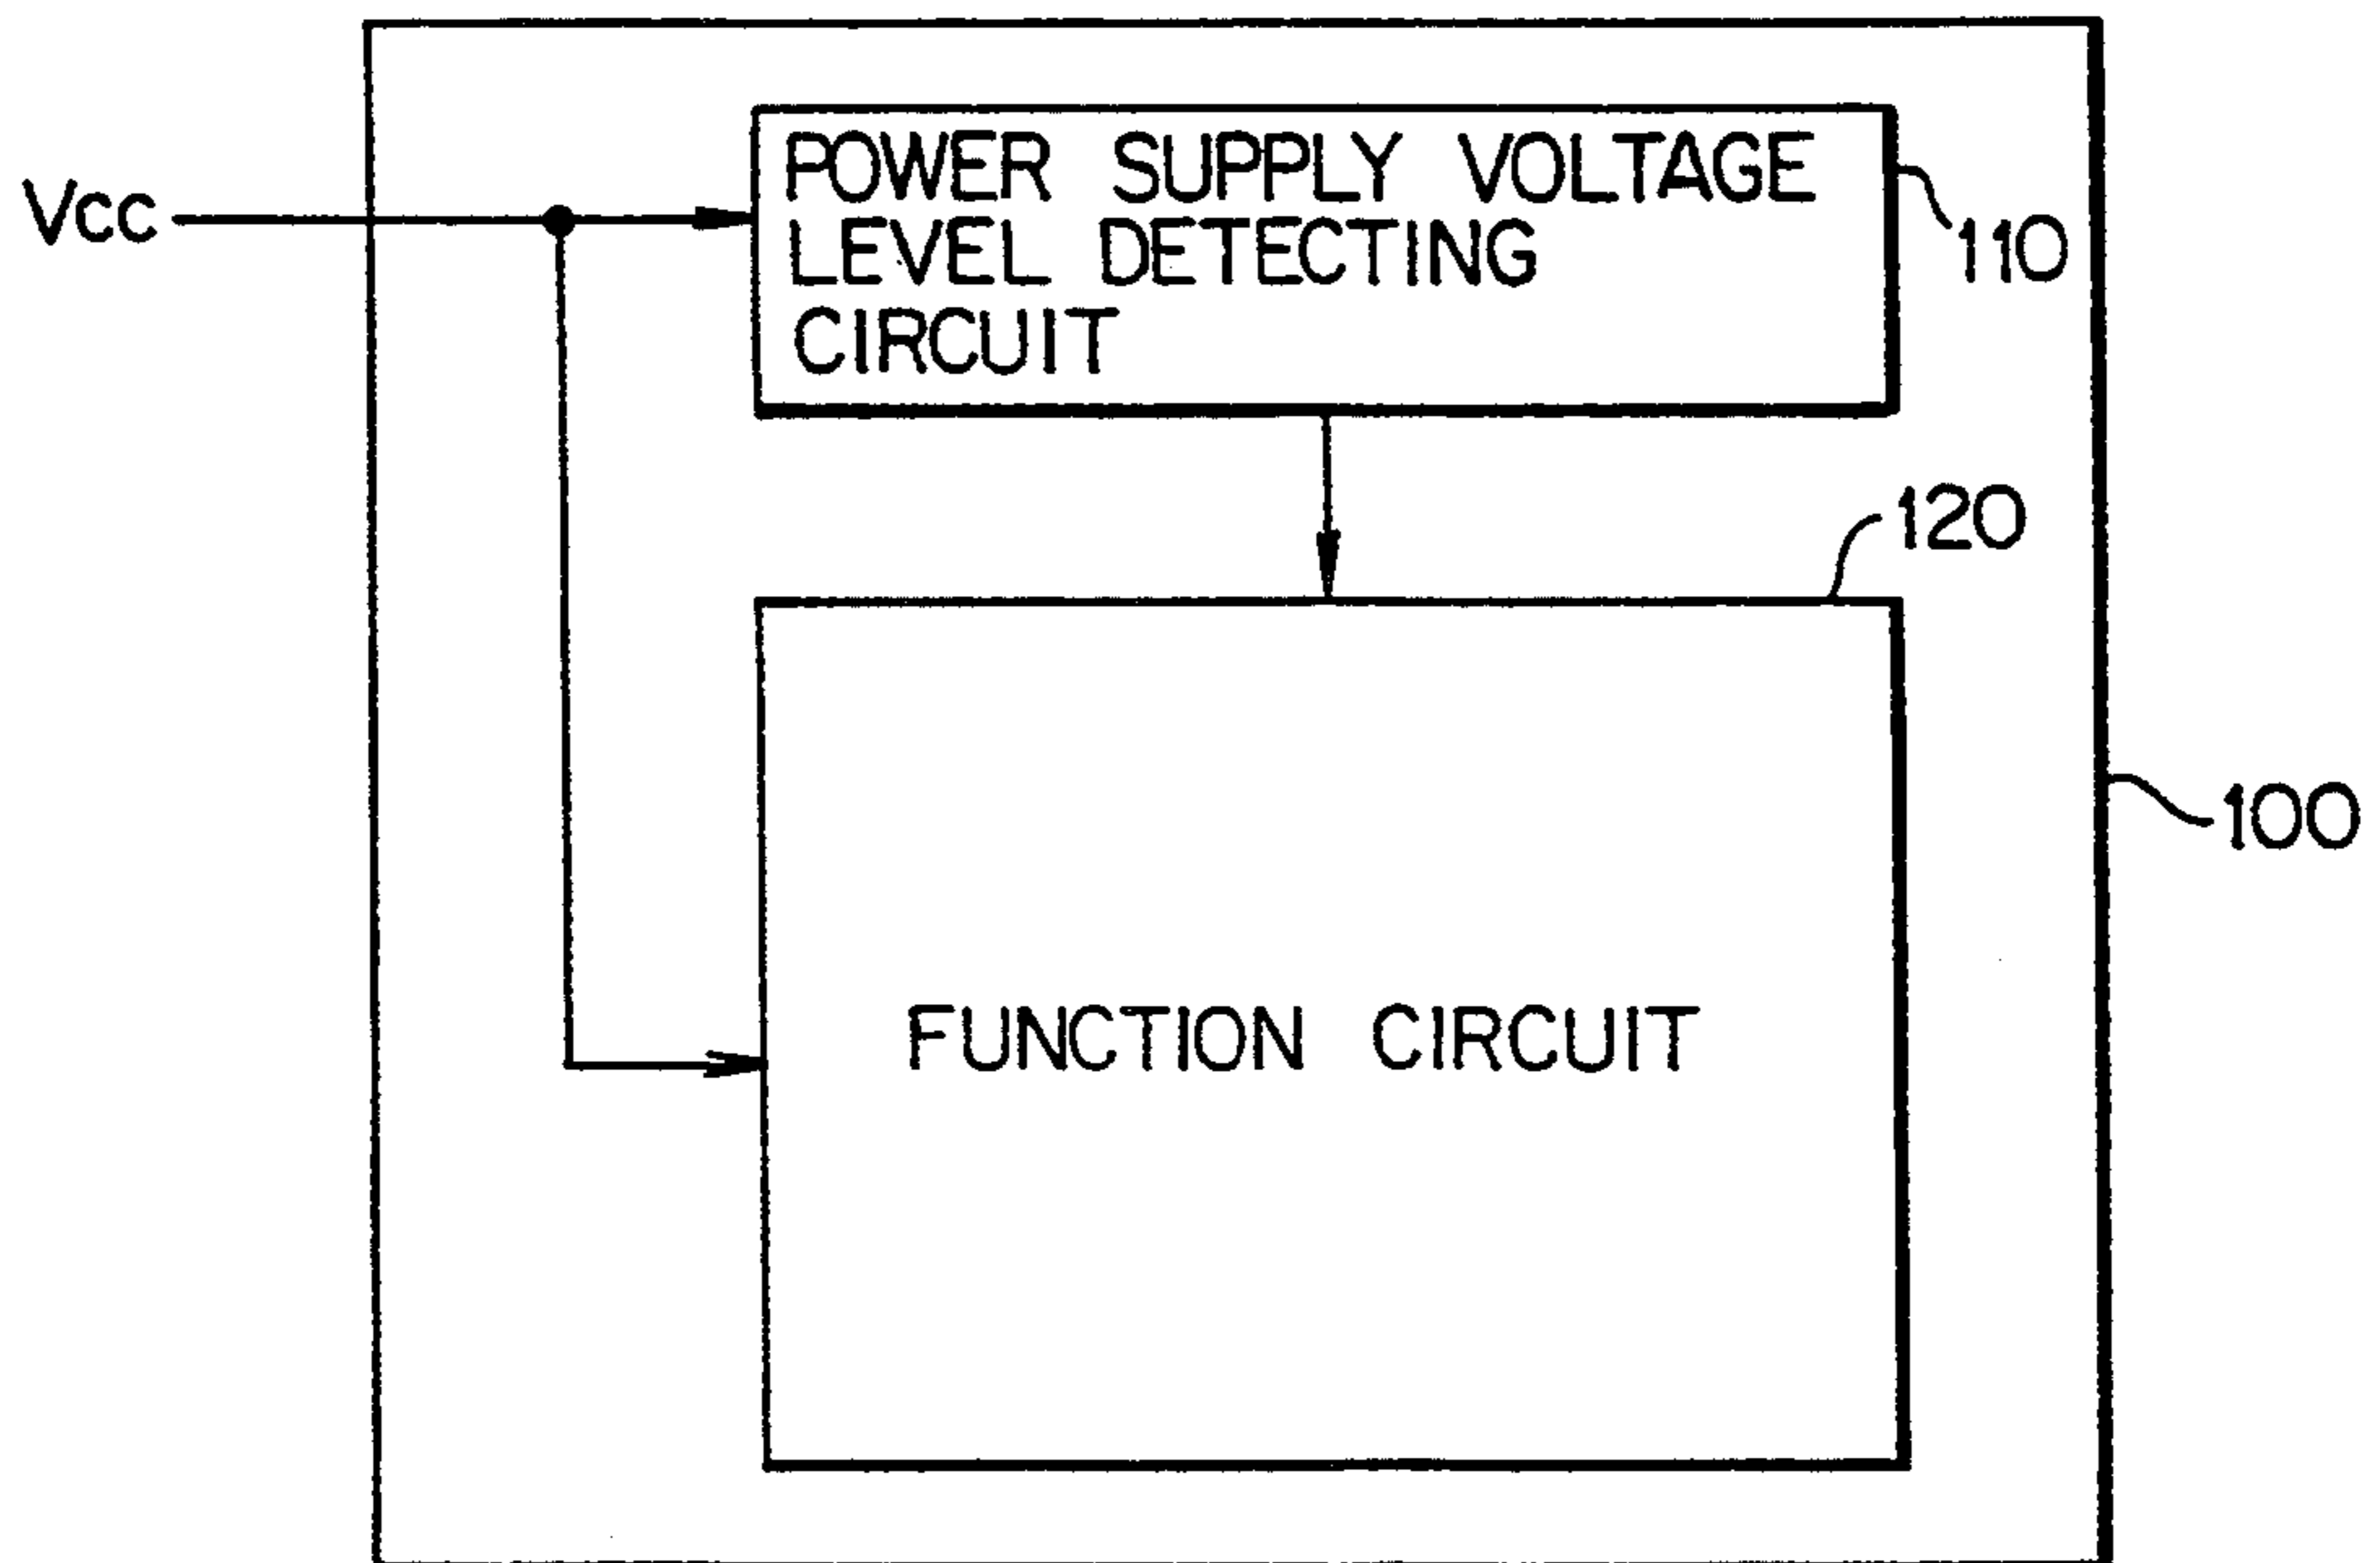 POWER SUPPLY VOLTAGE
LEVEL DETECTING
CIRCUIT
Vcc
110
120
100
FUNCTION CIRCUIT